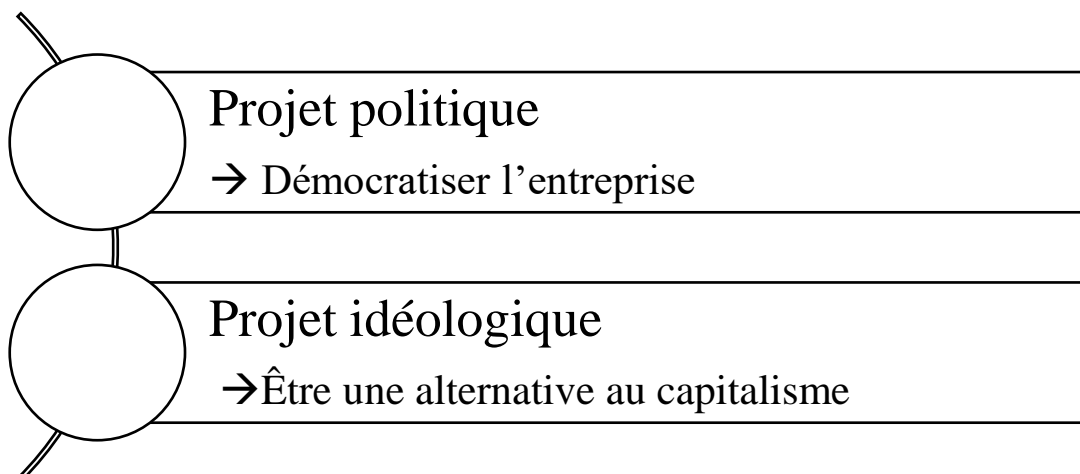 Projet politique
→ Démocratiser l’entreprise
Projet idéologique
→Être une alternative au capitalisme